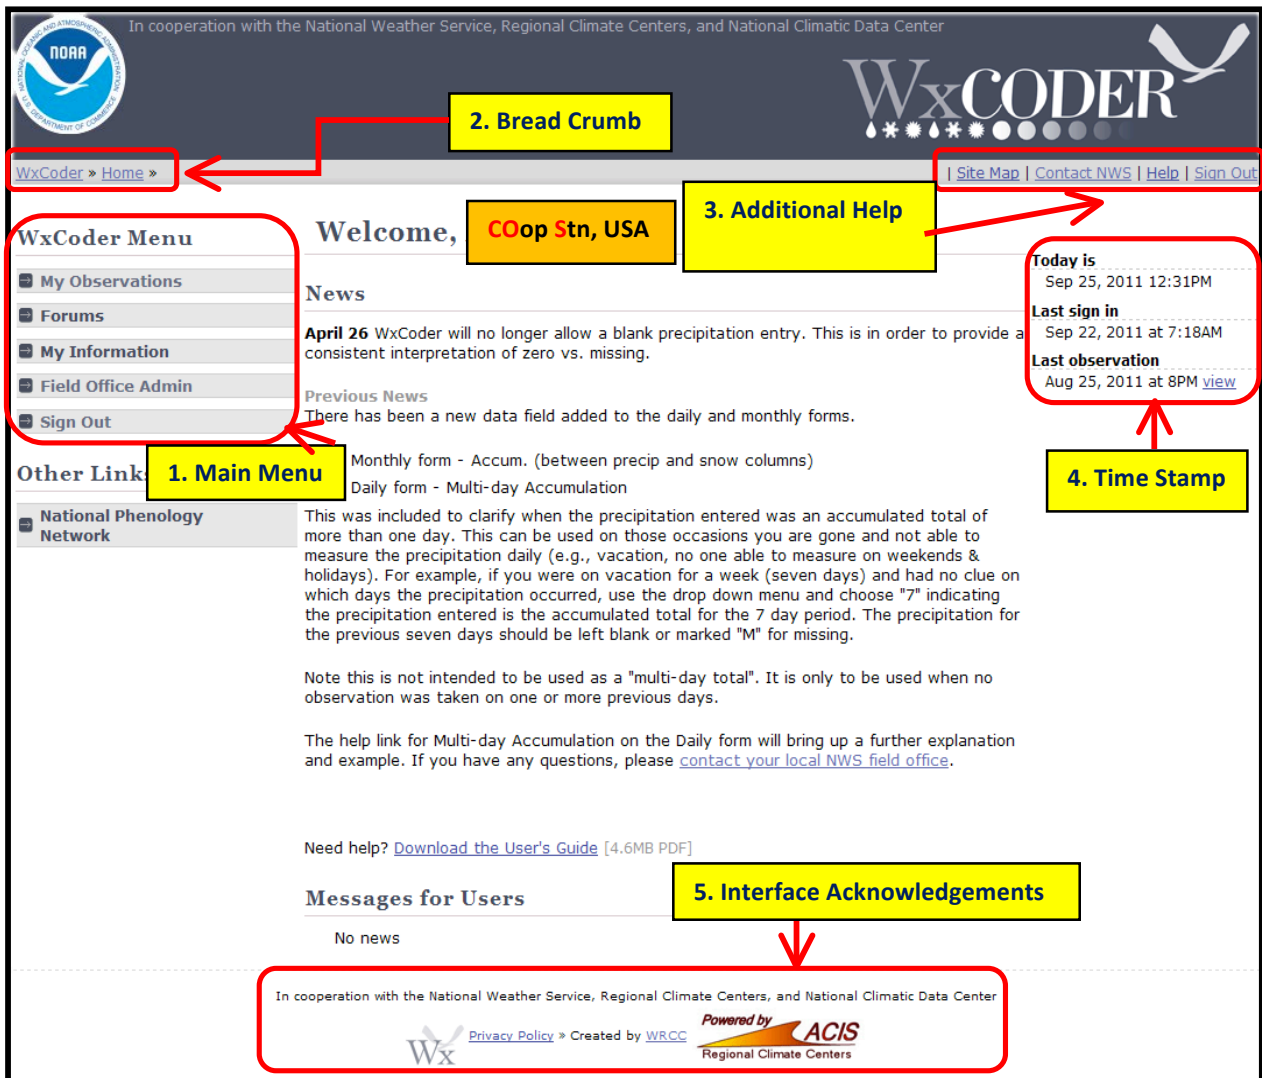 In cooperation with the National Weather Service, Regional Climate Centers, and National Climatic Data Center
NATIONAL OCEANIC AND ATMOSPHERIC ADMINISTRATION
NOAA
U.S. DEPARTMENT OF COMMERCE
WxCODER
2. Bread Crumb
WxCoder » Home »
| Site Map | Contact NWS | Help | Sign Out
3. Additional Help
WxCoder Menu
My Observations
Forums
My Information
Field Office Admin
Sign Out
1. Main Menu
Other Links
National Phenology
Network
Welcome,
COop Stn, USA
News
April 26 WxCoder will no longer allow a blank precipitation entry. This is in order to provide a
consistent interpretation of zero vs. missing.
Previous News
There has been a new data field added to the daily and monthly forms.
Monthly form - Accum. (between precip and snow columns)
Daily form - Multi-day Accumulation
This was included to clarify when the precipitation entered was an accumulated total of
more than one day. This can be used on those occasions you are gone and not able to
measure the precipitation daily (e.g., vacation, no one able to measure on weekends &
holidays). For example, if you were on vacation for a week (seven days) and had no clue on
which days the precipitation occurred, use the drop down menu and choose "7" indicating
the precipitation entered is the accumulated total for the 7 day period. The precipitation for
the previous seven days should be left blank or marked "M" for missing.
Note this is not intended to be used as a "multi-day total". It is only to be used when no
observation was taken on one or more previous days.
The help link for Multi-day Accumulation on the Daily form will bring up a further explanation
and example. If you have any questions, please contact your local NWS field office.
Need help? Download the User's Guide [4.6MB PDF]
Messages for Users
No news
Today is
Sep 25, 2011 12:31PM
Last sign in
Sep 22, 2011 at 7:18AM
Last observation
Aug 25, 2011 at 8PM view
4. Time Stamp
5. Interface Acknowledgements
In cooperation with the National Weather Service, Regional Climate Centers, and National Climatic Data Center
Wx
Privacy Policy » Created by WRCC
Powered by
ACIS
Regional Climate Centers